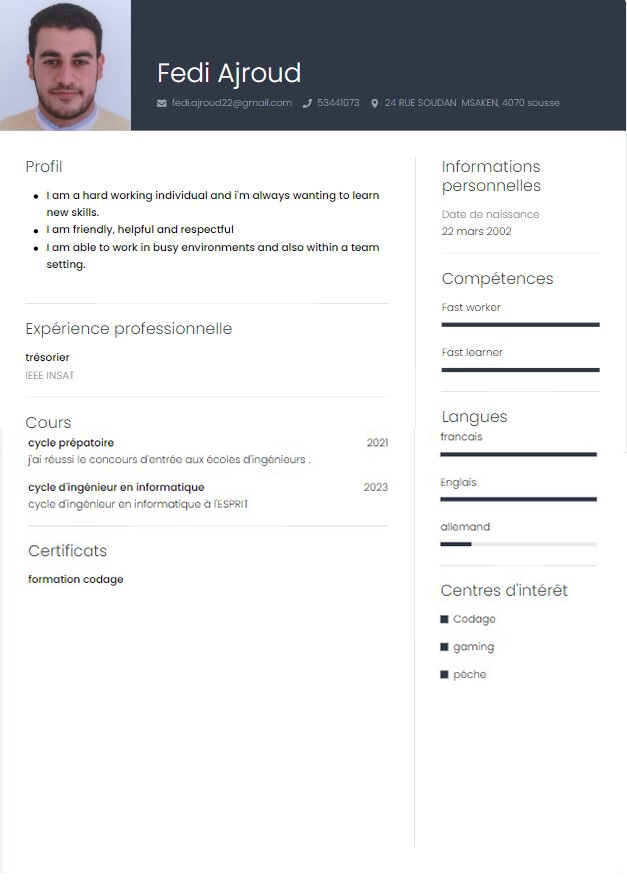 Fedi Ajroud
fedi.ajroud22@gmail.com 53441073 24 RUE SOUDAN MSAKEN, 4070 sousse
Profil
I am a hard working individual and i'm always wanting to learn
new skills.
I am friendly, helpful and respectful
I am able to work in busy environments and also within a team
setting.
Expérience professionnelle
trésorier
IEEE INSAT
Cours
cycle prépatoire 2021
j'ai réussi le concours d'entrée aux écoles d'ingénieurs .
cycle d'ingénieur en informatique 2023
cycle d'ingénieur en informatique à l'ESPRIT
Certificats
formation codage
Informations
personnelles
Date de naissance
22 mars 2002
Compétences
Fast worker
Fast learner
Langues
francais
Englais
allemand
Centres d'intérêt
Codage
gaming
péche